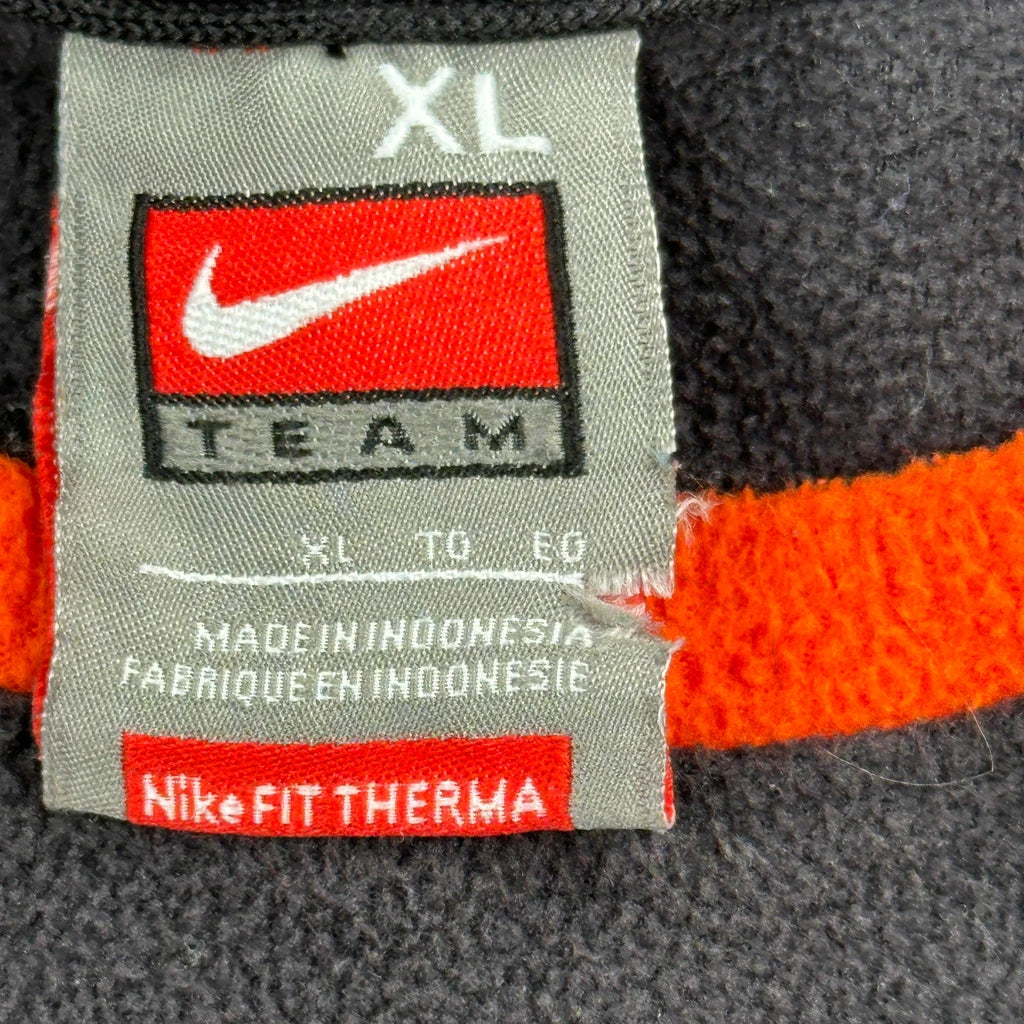 XL
TEAM
XL TG EG
MADE IN INDONESIA
FABRIQUE EN INDONESIE
Nike FIT THERMA